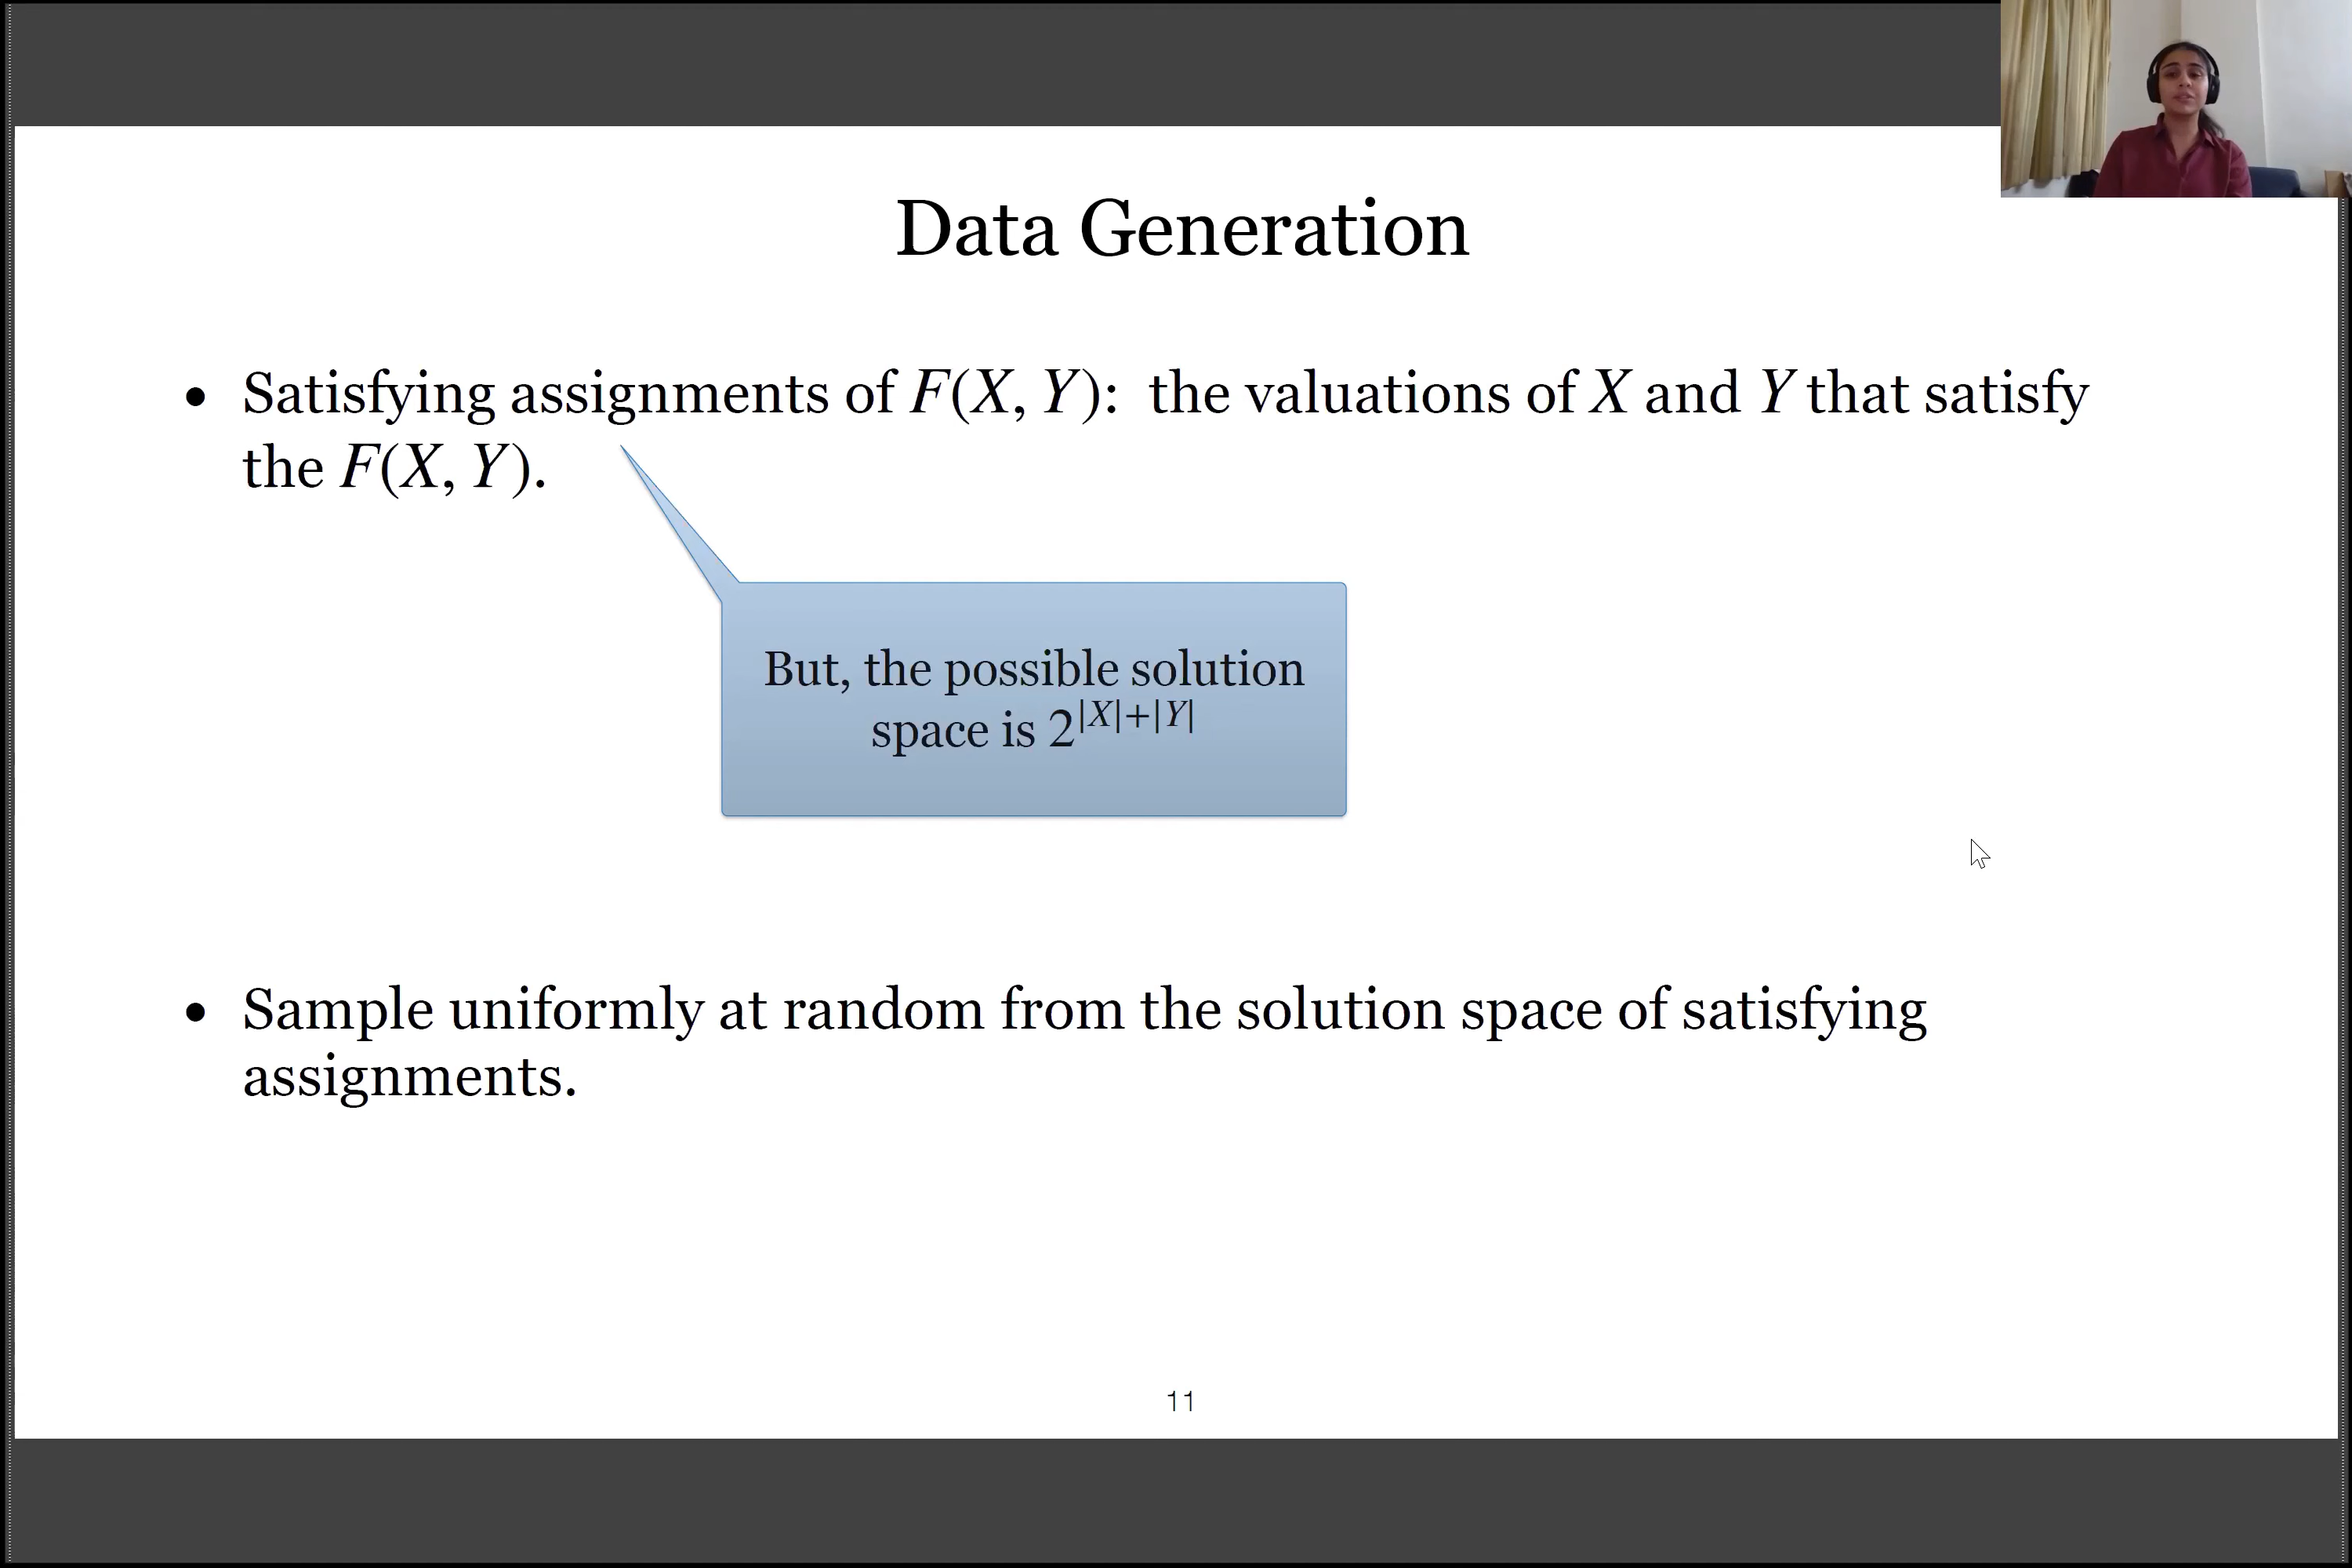 Data Generation
• Satisfying assignments of F(X, Y): the valuations of X and Y that satisfy
the F(X, Y).
But, the possible solution
space is 2^{|X|+|Y|}
• Sample uniformly at random from the solution space of satisfying
assignments.
11